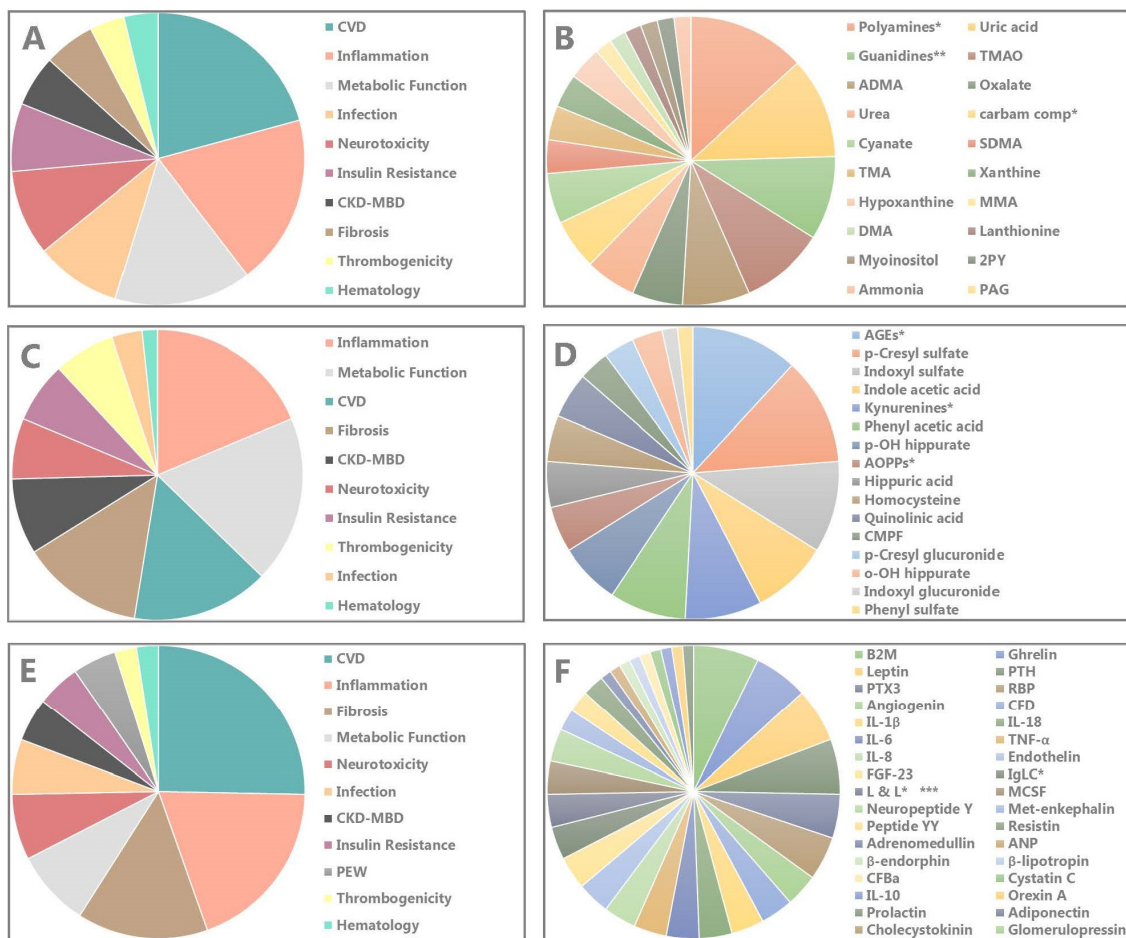 A
CVD
Inflammation
Metabolic Function
Infection
Neurotoxicity
Insulin Resistance
CKD-MBD
Fibrosis
Thrombogenicity
Hematology
B
Polyamines* Uric acid
Guanidines** TMAO
ADMA Oxalate
Urea carbam comp*
Cyanate SDMA
TMA Xanthine
Hypoxanthine MMA
DMA Lanthionine
Myoinositol 2PY
Ammonia PAG
C
Inflammation
Metabolic Function
CVD
Fibrosis
CKD-MBD
Neurotoxicity
Insulin Resistance
Thrombogenicity
Infection
Hematology
D
AGEs*
p-Cresyl sulfate
Indoxyl sulfate
Indole acetic acid
Kynurenines*
Phenyl acetic acid
p-OH hippurate
AOPPs*
Hippuric acid
Homocysteine
Quinolinic acid
CMPF
p-Cresyl glucuronide
o-OH hippurate
Indoxyl glucuronide
Phenyl sulfate
E
CVD
Inflammation
Fibrosis
Metabolic Function
Neurotoxicity
Infection
CKD-MBD
Insulin Resistance
PEW
Thrombogenicity
Hematology
F
B2M Ghrelin
Leptin PTH
PTX3 RBP
Angiogenin CFD
IL-1β IL-18
IL-6 TNF-α
IL-8 Endothelin
FGF-23 IgLC*
L & L* *** MCSF
Neuropeptide Y Met-enkephalin
Peptide YY Resistin
Adrenomedullin ANP
β-endorphin β-lipotropin
CFBa Cystatin C
IL-10 Orexin A
Prolactin Adiponectin
Cholecystokinin Glomerulopressin